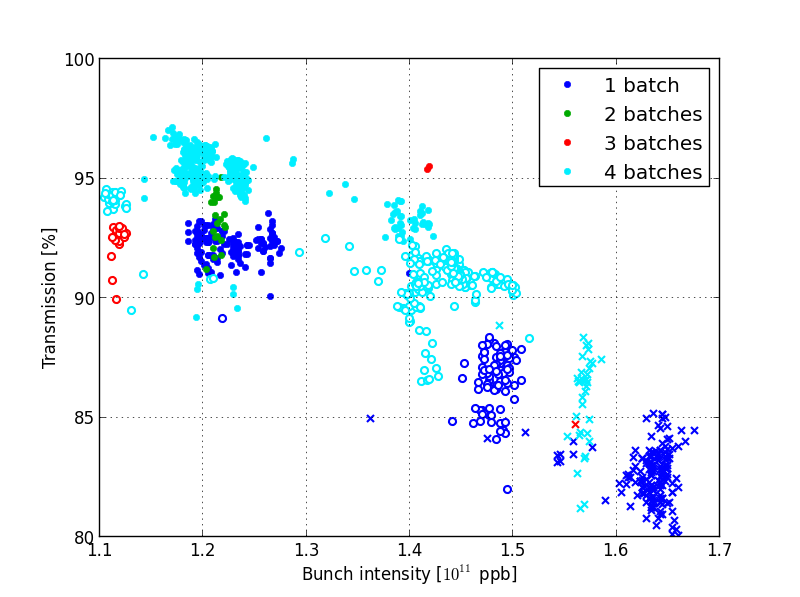 100
95
90
85
80
Transmission [%]
1 batch
2 batches
3 batches
4 batches
1.1 1.2 1.3 1.4 1.5 1.6 1.7
Bunch intensity [10¹¹ ppb]